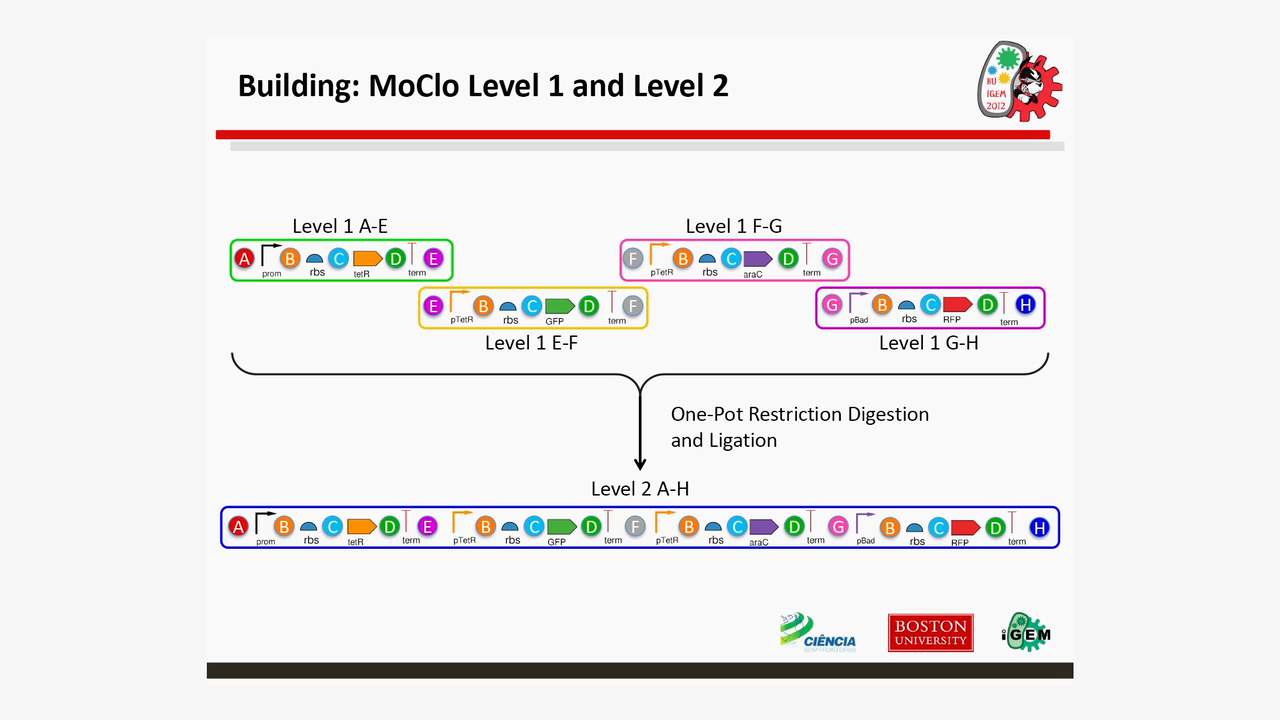 Building: MoClo Level 1 and Level 2
BU
iGEM
2012
Level 1 A-E
A B C D E
prom rbs tetR term
Level 1 F-G
F B C D G
pTetR rbs araC term
E B C D F
pTetR rbs GFP term
Level 1 E-F
G B C D H
pBad rbs RFP term
Level 1 G-H
One-Pot Restriction Digestion
and Ligation
Level 2 A-H
A B C D E B C D F B C D G B C D H
prom rbs tetR term pTetR rbs GFP term pTetR rbs araC term pBad rbs RFP term
CIÊNCIA
SEM FRONTEIRAS
BOSTON
UNIVERSITY
iGEM